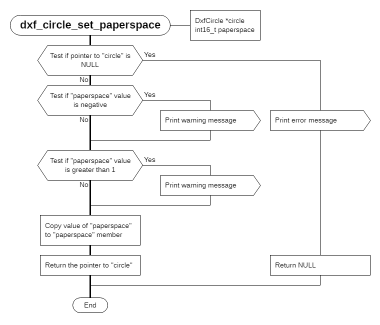 dxf_circle_set_paperspace
DxfCircle *circle
int16_t paperspace
Test if pointer to "circle" is
NULL
Yes
No
Test if "paperspace" value
is negative
Yes
No
Print warning message
Print error message
Test if "paperspace" value
is greater than 1
Yes
No
Print warning message
Copy value of "paperspace"
to "paperspace" member
Return the pointer to "circle"
Return NULL
End